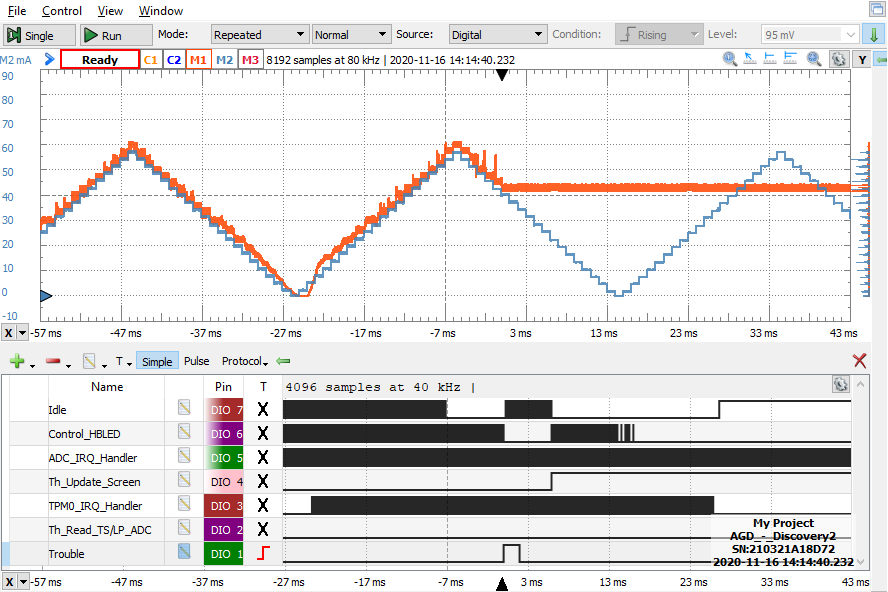 File Control View Window
Single Run Mode: Repeated Normal Source: Digital Condition: Rising Level: 95 mV
M2 mA Ready C1 C2 M1 M2 M3 8192 samples at 80 kHz | 2020-11-16 14:14:40.232 Y
90
80
70
60
50
40
30
20
10
0
-10
X -57 ms -47 ms -37 ms -27 ms -17 ms -7 ms 3 ms 13 ms 23 ms 33 ms 43 ms
T Simple Pulse Protocol
Name Pin T 4096 samples at 40 kHz |
Idle DIO 7 X
Control_HBLED DIO 6 X
ADC_IRQ_Handler DIO 5 X
Th_Update_Screen DIO 4 X
TPM0_IRQ_Handler DIO 3 X
Th_Read_TS/LP_ADC DIO 2 X
Trouble DIO 1
My Project
AGD_-_Discovery2
SN:210321A18D72
2020-11-16 14:14:40.232
X -57 ms -47 ms -37 ms -27 ms -17 ms -7 ms 3 ms 13 ms 23 ms 33 ms 43 ms